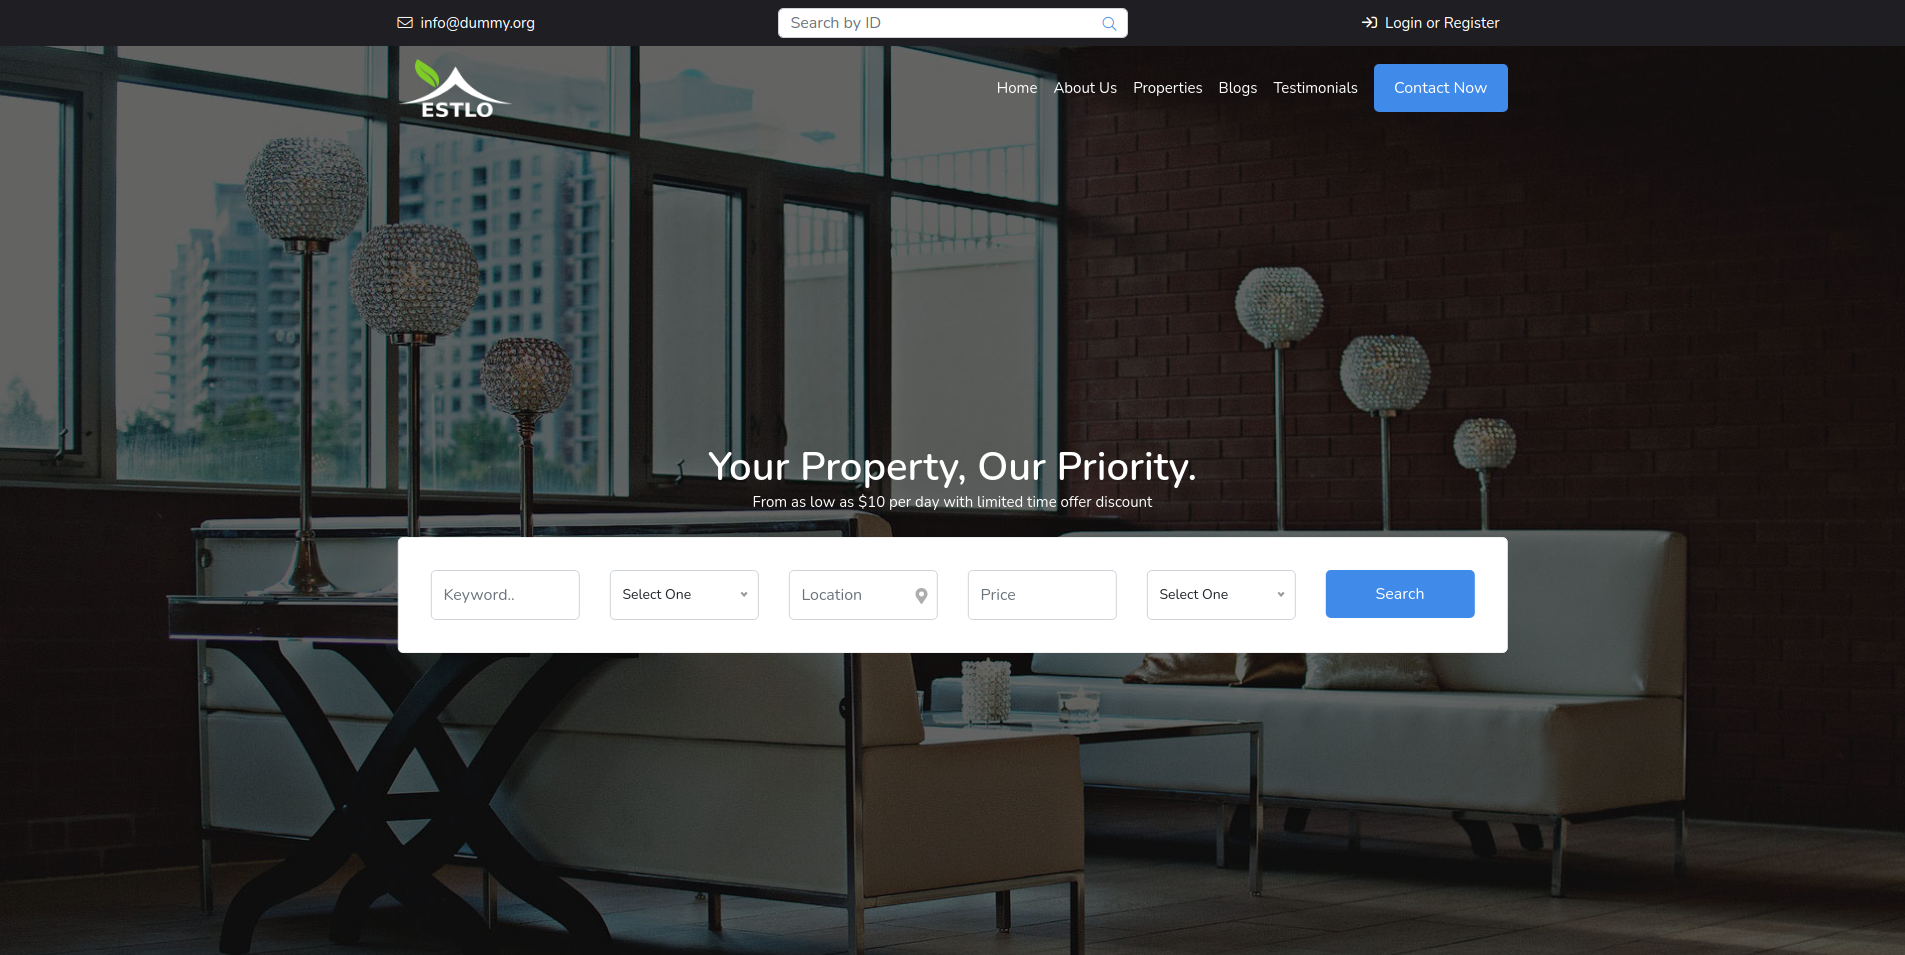 info@dummy.org
Search by ID
Login or Register
ESTLO
Home
About Us
Properties
Blogs
Testimonials
Contact Now
Your Property, Our Priority.
From as low as $10 per day with limited time offer discount
Keyword..
Select One
Location
Price
Select One
Search